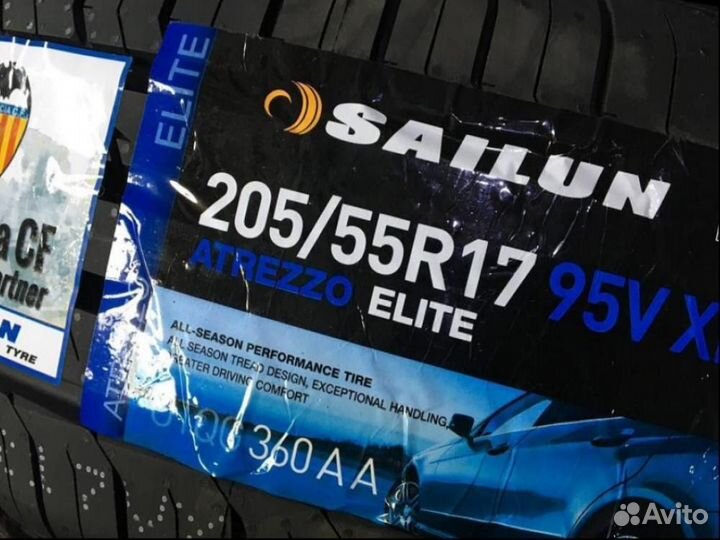 ELITE
SAILUN
205/55R17 95V X
ATREZZO ELITE
ALL-SEASON PERFORMANCE TIRE
ALL SEASON TREAD DESIGN, EXCEPTIONAL HANDLING,
GREATER DRIVING COMFORT
UTQG 360 A A
a CF
artner
N
TYRE
AT
Avito